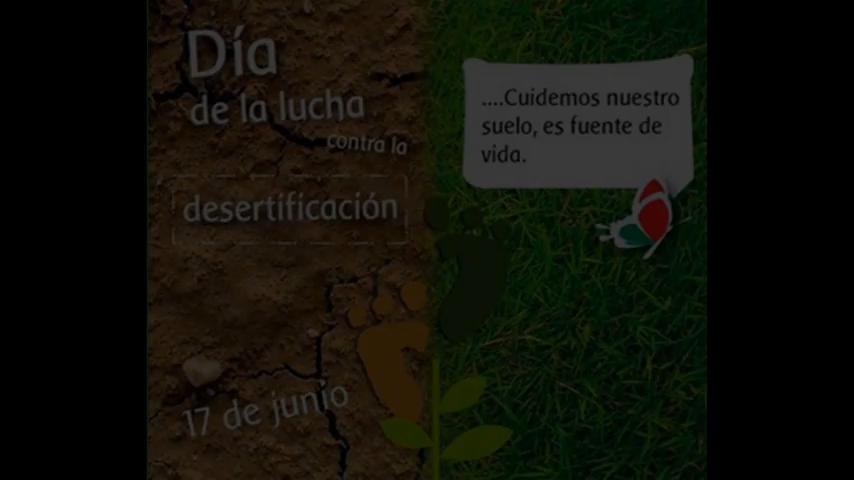 Día
de la lucha
contra la
desertificación
17 de junio
....Cuidemos nuestro
suelo, es fuente de
vida.